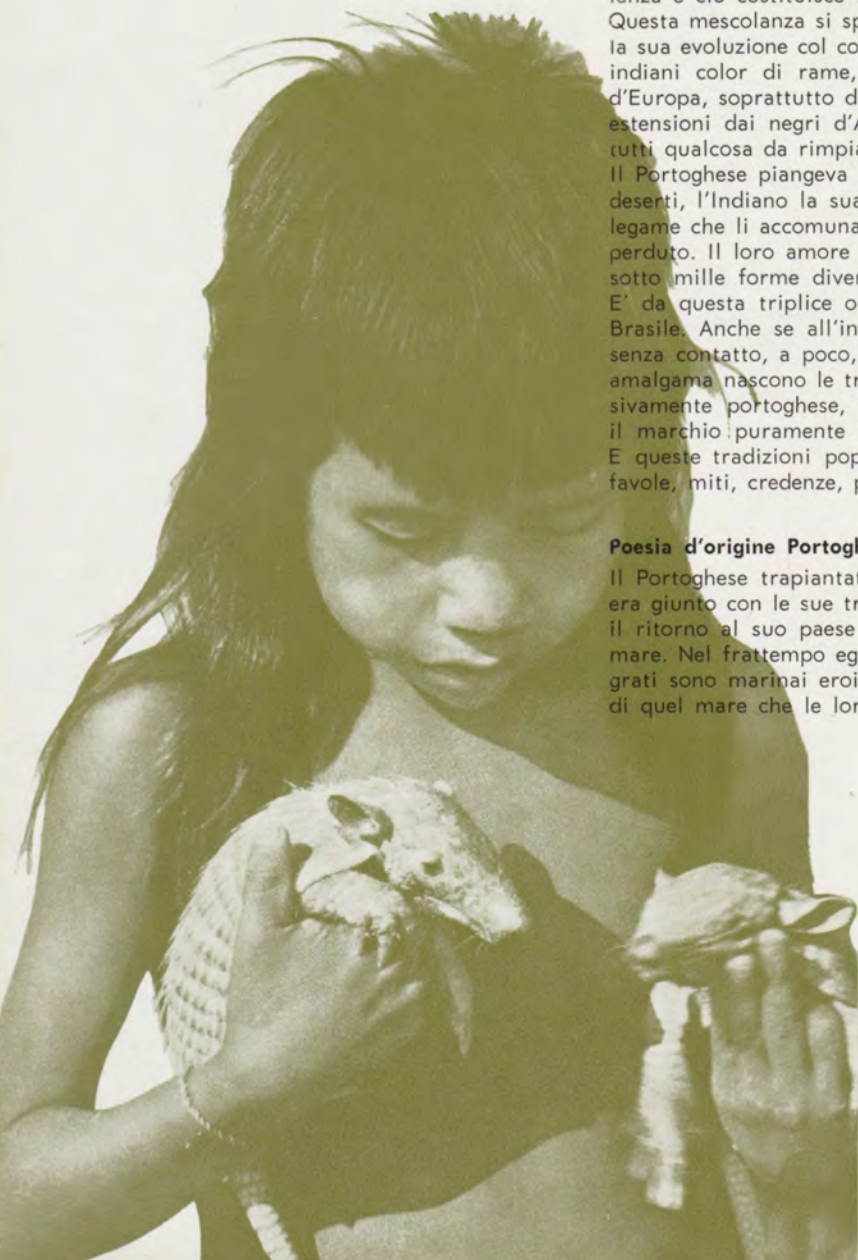 Questa mescolanza si sp
la sua evoluzione col co
indiani color di rame,
d'Europa, soprattutto d
estensioni dai negri d'A
tutti qualcosa da rimpia
Il Portoghese piangeva
deserti, l'Indiano la sua
legame che li accomuna
perduto. Il loro amore
sotto mille forme diver
E' da questa triplice o
Brasile. Anche se all'in
senza contatto, a poco,
amalgama nascono le tr
sivamente portoghese,
il marchio puramente
E queste tradizioni pop
favole, miti, credenze, p
Poesia d'origine Portogh
Il Portoghese trapiantat
era giunto con le sue tr
il ritorno al suo paese
mare. Nel frattempo eg
grati sono marinai eroi
di quel mare che le lor